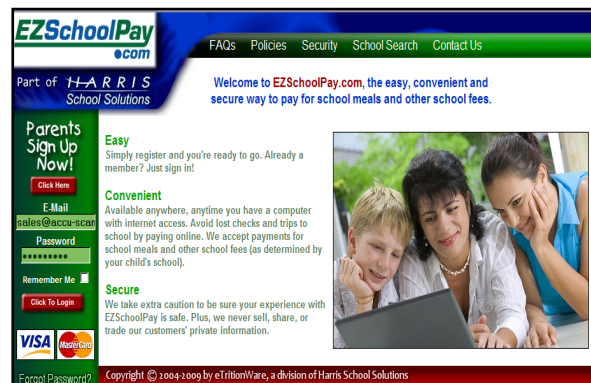 EZSchoolPay
.com
Part of HARRIS
School Solutions
FAQs Policies Security School Search Contact Us
Welcome to EZSchoolPay.com, the easy, convenient and
secure way to pay for school meals and other school fees.
Parents
Sign Up
Now!
Click Here
E-Mail
sales@accu-scan
Password
Remember Me
Click To Login
VISA MasterCard
Forgot Password?
Easy
Simply register and you're ready to go. Already a
member? Just sign in!
Convenient
Available anywhere, anytime you have a computer
with internet access. Avoid lost checks and trips to
school by paying online. We accept payments for
school meals and other school fees (as determined by
your child's school).
Secure
We take extra caution to be sure your experience with
EZSchoolPay is safe. Plus, we never sell, share, or
trade our customers' private information.
Copyright © 2004-2009 by eTritionWare, a division of Harris School Solutions